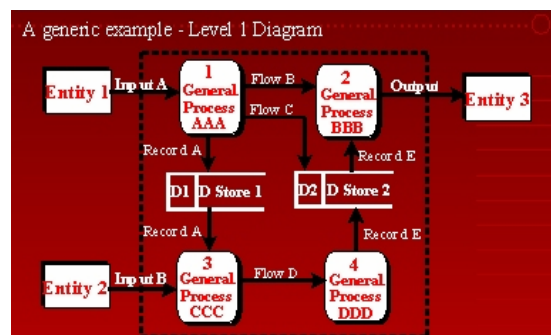 A generic example - Level 1 Diagram
Entity 1
Input A
1
General
Process
AAA
Flow B
Flow C
2
General
Process
BBB
Output
Entity 3
Record A
Record E
D1 D Store 1
D2 D Store 2
Record A
Record E
Entity 2
Input B
3
General
Process
CCC
Flow D
4
General
Process
DDD